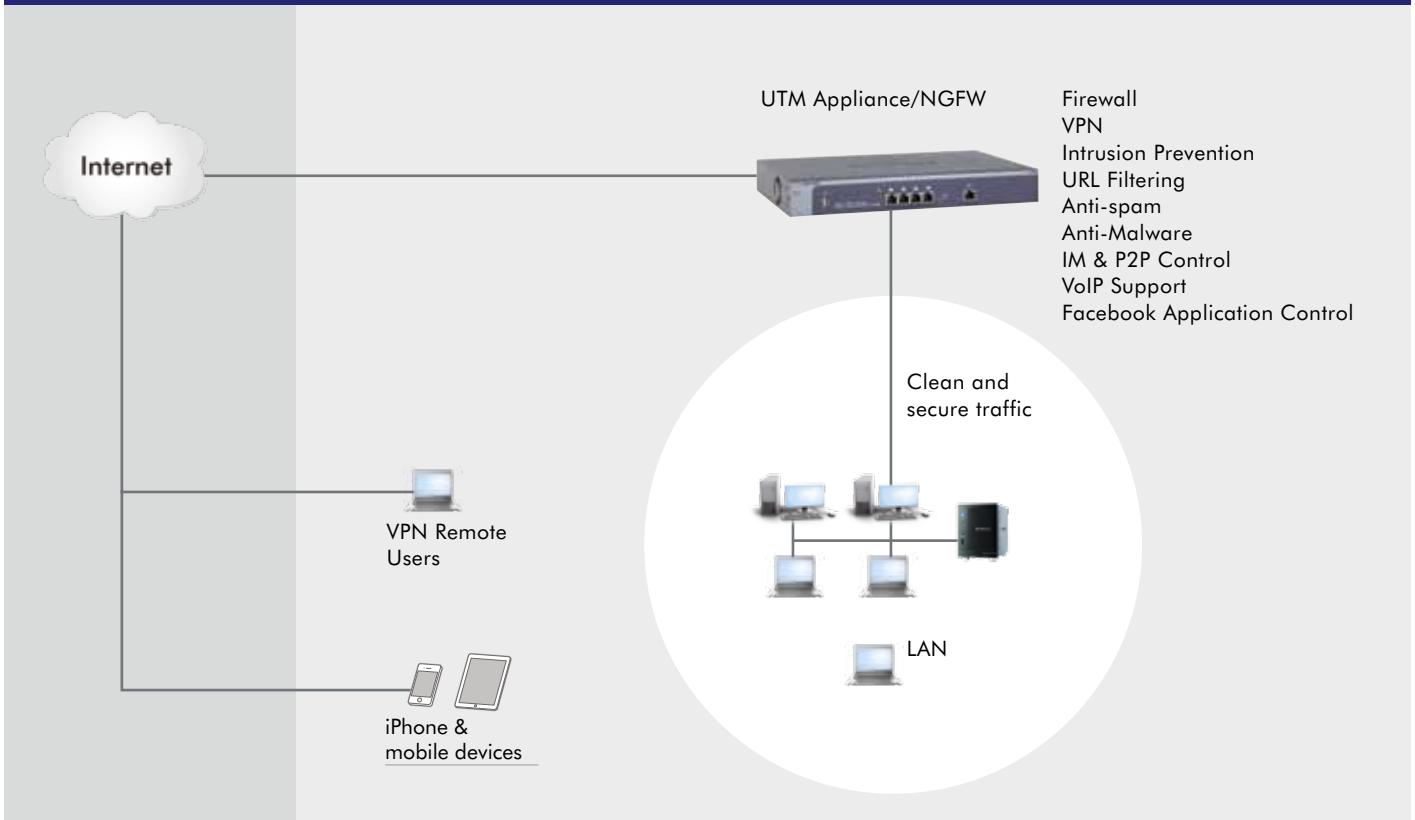 Internet
UTM Appliance/NGFW
Firewall
VPN
Intrusion Prevention
URL Filtering
Anti-spam
Anti-Malware
IM & P2P Control
VoIP Support
Facebook Application Control
Clean and
secure traffic
VPN Remote
Users
LAN
iPhone &
mobile devices